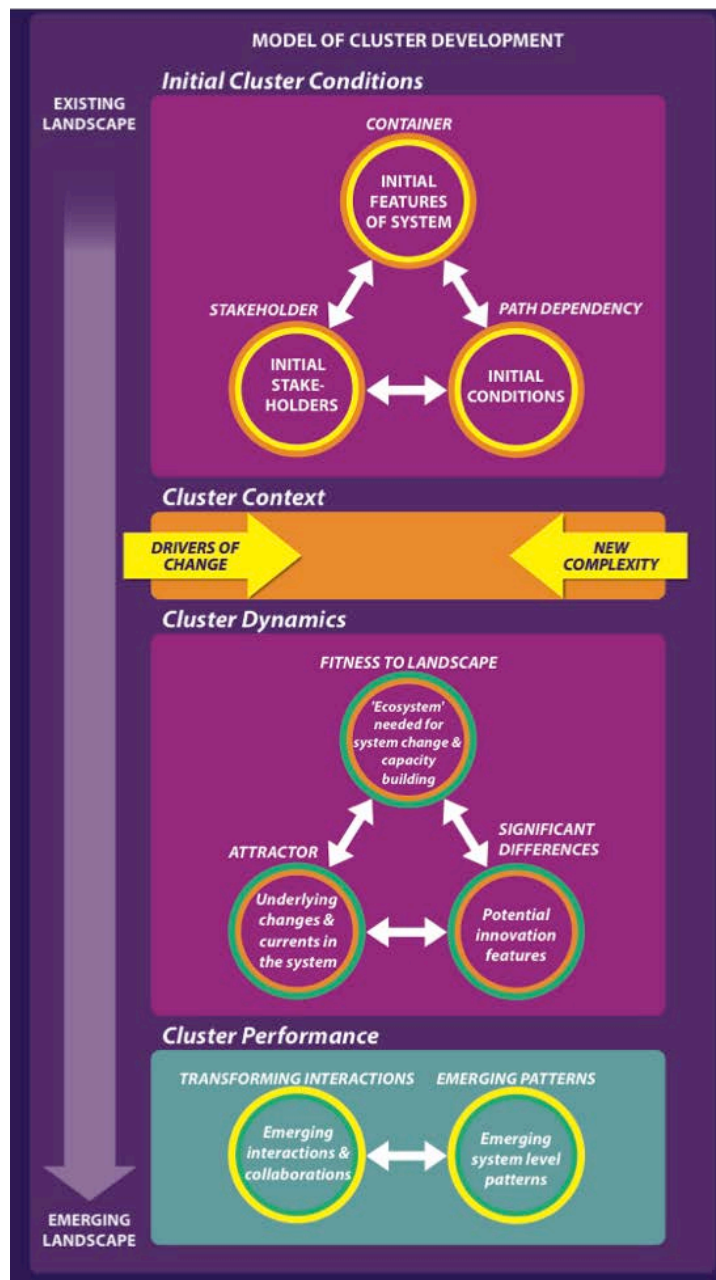 MODEL OF CLUSTER DEVELOPMENT
Initial Cluster Conditions
EXISTING
LANDSCAPE
CONTAINER
INITIAL
FEATURES
OF SYSTEM
STAKEHOLDER
PATH DEPENDENCY
INITIAL
STAKE-
HOLDERS
INITIAL
CONDITIONS
Cluster Context
DRIVERS OF
CHANGE
NEW
COMPLEXITY
Cluster Dynamics
FITNESS TO LANDSCAPE
'Ecosystem'
needed for
system change &
capacity
building
ATTRACTOR
SIGNIFICANT
DIFFERENCES
Underlying
changes &
currents in
the system
Potential
innovation
features
Cluster Performance
TRANSFORMING INTERACTIONS
EMERGING PATTERNS
Emerging
interactions &
collaborations
Emerging
system level
patterns
EMERGING
LANDSCAPE